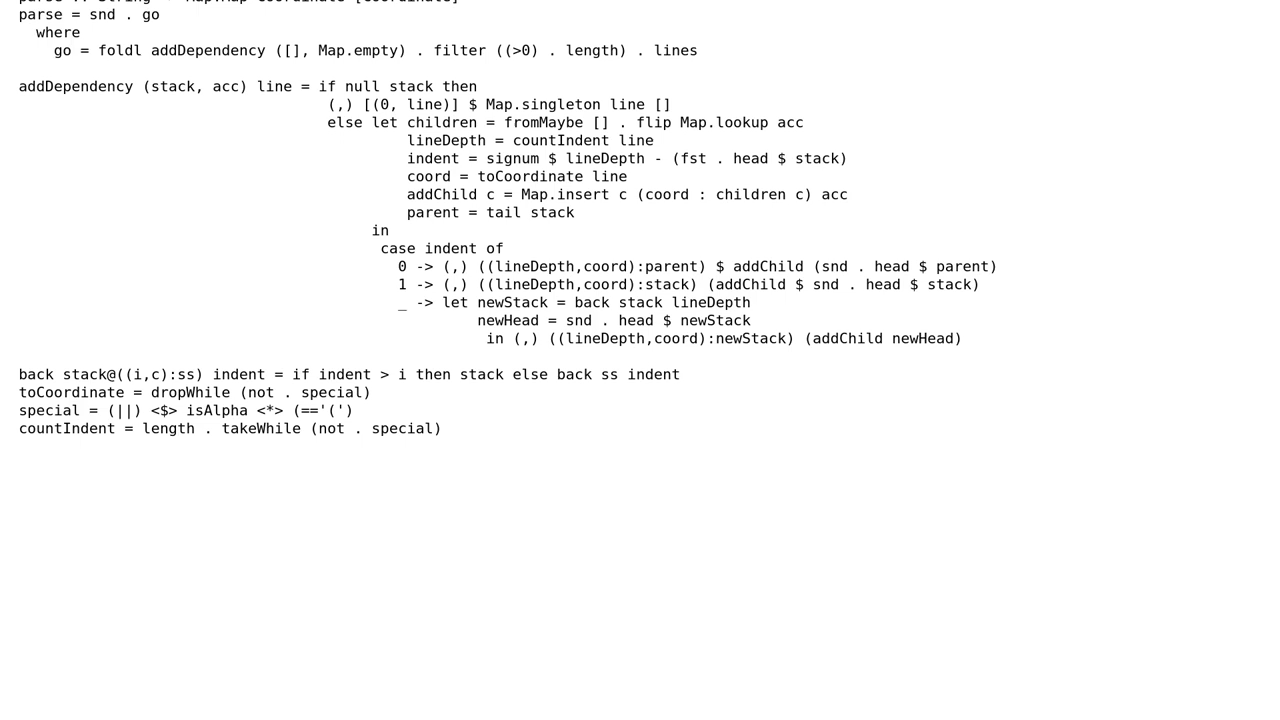 parse = snd . go
  where
    go = foldl addDependency ([], Map.empty) . filter ((>0) . length) . lines

addDependency (stack, acc) line = if null stack then
                                   (,) [(0, line)] $ Map.singleton line []
                                   else let children = fromMaybe [] . flip Map.lookup acc
                                            lineDepth = countIndent line
                                            indent = signum $ lineDepth - (fst . head $ stack)
                                            coord = toCoordinate line
                                            addChild c = Map.insert c (coord : children c) acc
                                            parent = tail stack
                                        in
                                         case indent of
                                           0 -> (,) ((lineDepth,coord):parent) $ addChild (snd . head $ parent)
                                           1 -> (,) ((lineDepth,coord):stack) (addChild $ snd . head $ stack)
                                           _ -> let newStack = back stack lineDepth
                                                    newHead = snd . head $ newStack
                                                     in (,) ((lineDepth,coord):newStack) (addChild newHead)

back stack@((i,c):ss) indent = if indent > i then stack else back ss indent
toCoordinate = dropWhile (not . special)
special = (||) <$> isAlpha <*> (=='(')
countIndent = length . takeWhile (not . special)